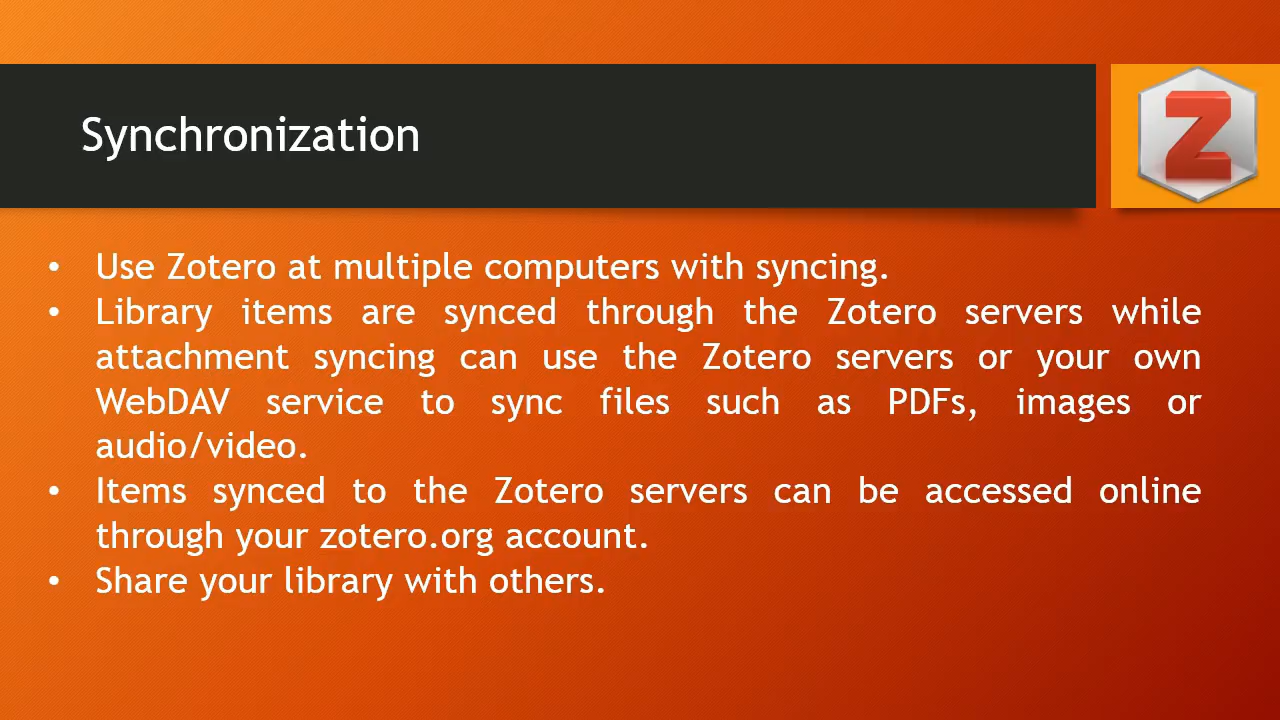 Synchronization
Z
• Use Zotero at multiple computers with syncing.
• Library items are synced through the Zotero servers while
attachment syncing can use the Zotero servers or your own
WebDAV service to sync files such as PDFs, images or
audio/video.
• Items synced to the Zotero servers can be accessed online
through your zotero.org account.
• Share your library with others.